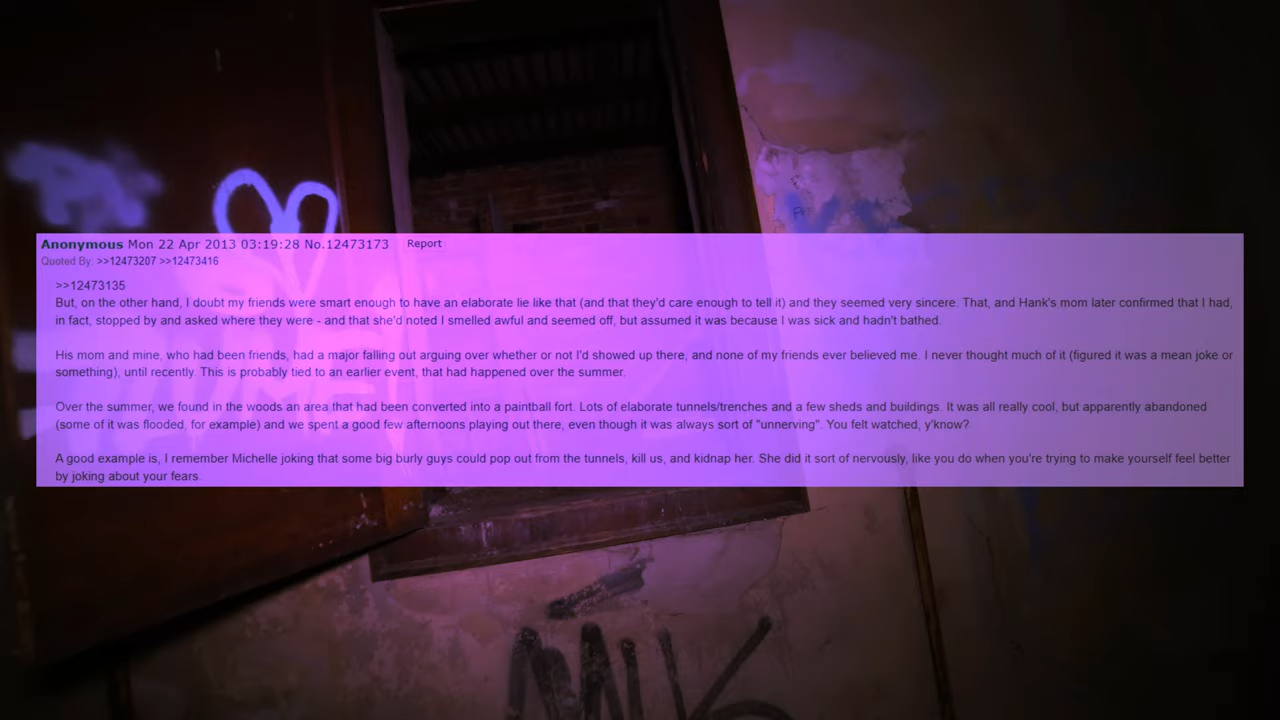 Anonymous Mon 22 Apr 2013 03:19:28 No.12473173 Report
Quoted By: >>12473207 >>12473416
>>12473135
But, on the other hand, I doubt my friends were smart enough to have an elaborate lie like that (and that they'd care enough to tell it) and they seemed very sincere. That, and Hank's mom later confirmed that I had,
in fact, stopped by and asked where they were - and that she'd noted I smelled awful and seemed off, but assumed it was because I was sick and hadn't bathed.
His mom and mine, who had been friends, had a major falling out arguing over whether or not I'd showed up there, and none of my friends ever believed me. I never thought much of it (figured it was a mean joke or
something), until recently. This is probably tied to an earlier event, that had happened over the summer.
Over the summer, we found in the woods an area that had been converted into a paintball fort. Lots of elaborate tunnels/trenches and a few sheds and buildings. It was all really cool, but apparently abandoned
(some of it was flooded, for example) and we spent a good few afternoons playing out there, even though it was always sort of "unnerving". You felt watched, y'know?
A good example is, I remember Michelle joking that some big burly guys could pop out from the tunnels, kill us, and kidnap her. She did it sort of nervously, like you do when you're trying to make yourself feel better
by joking about your fears.